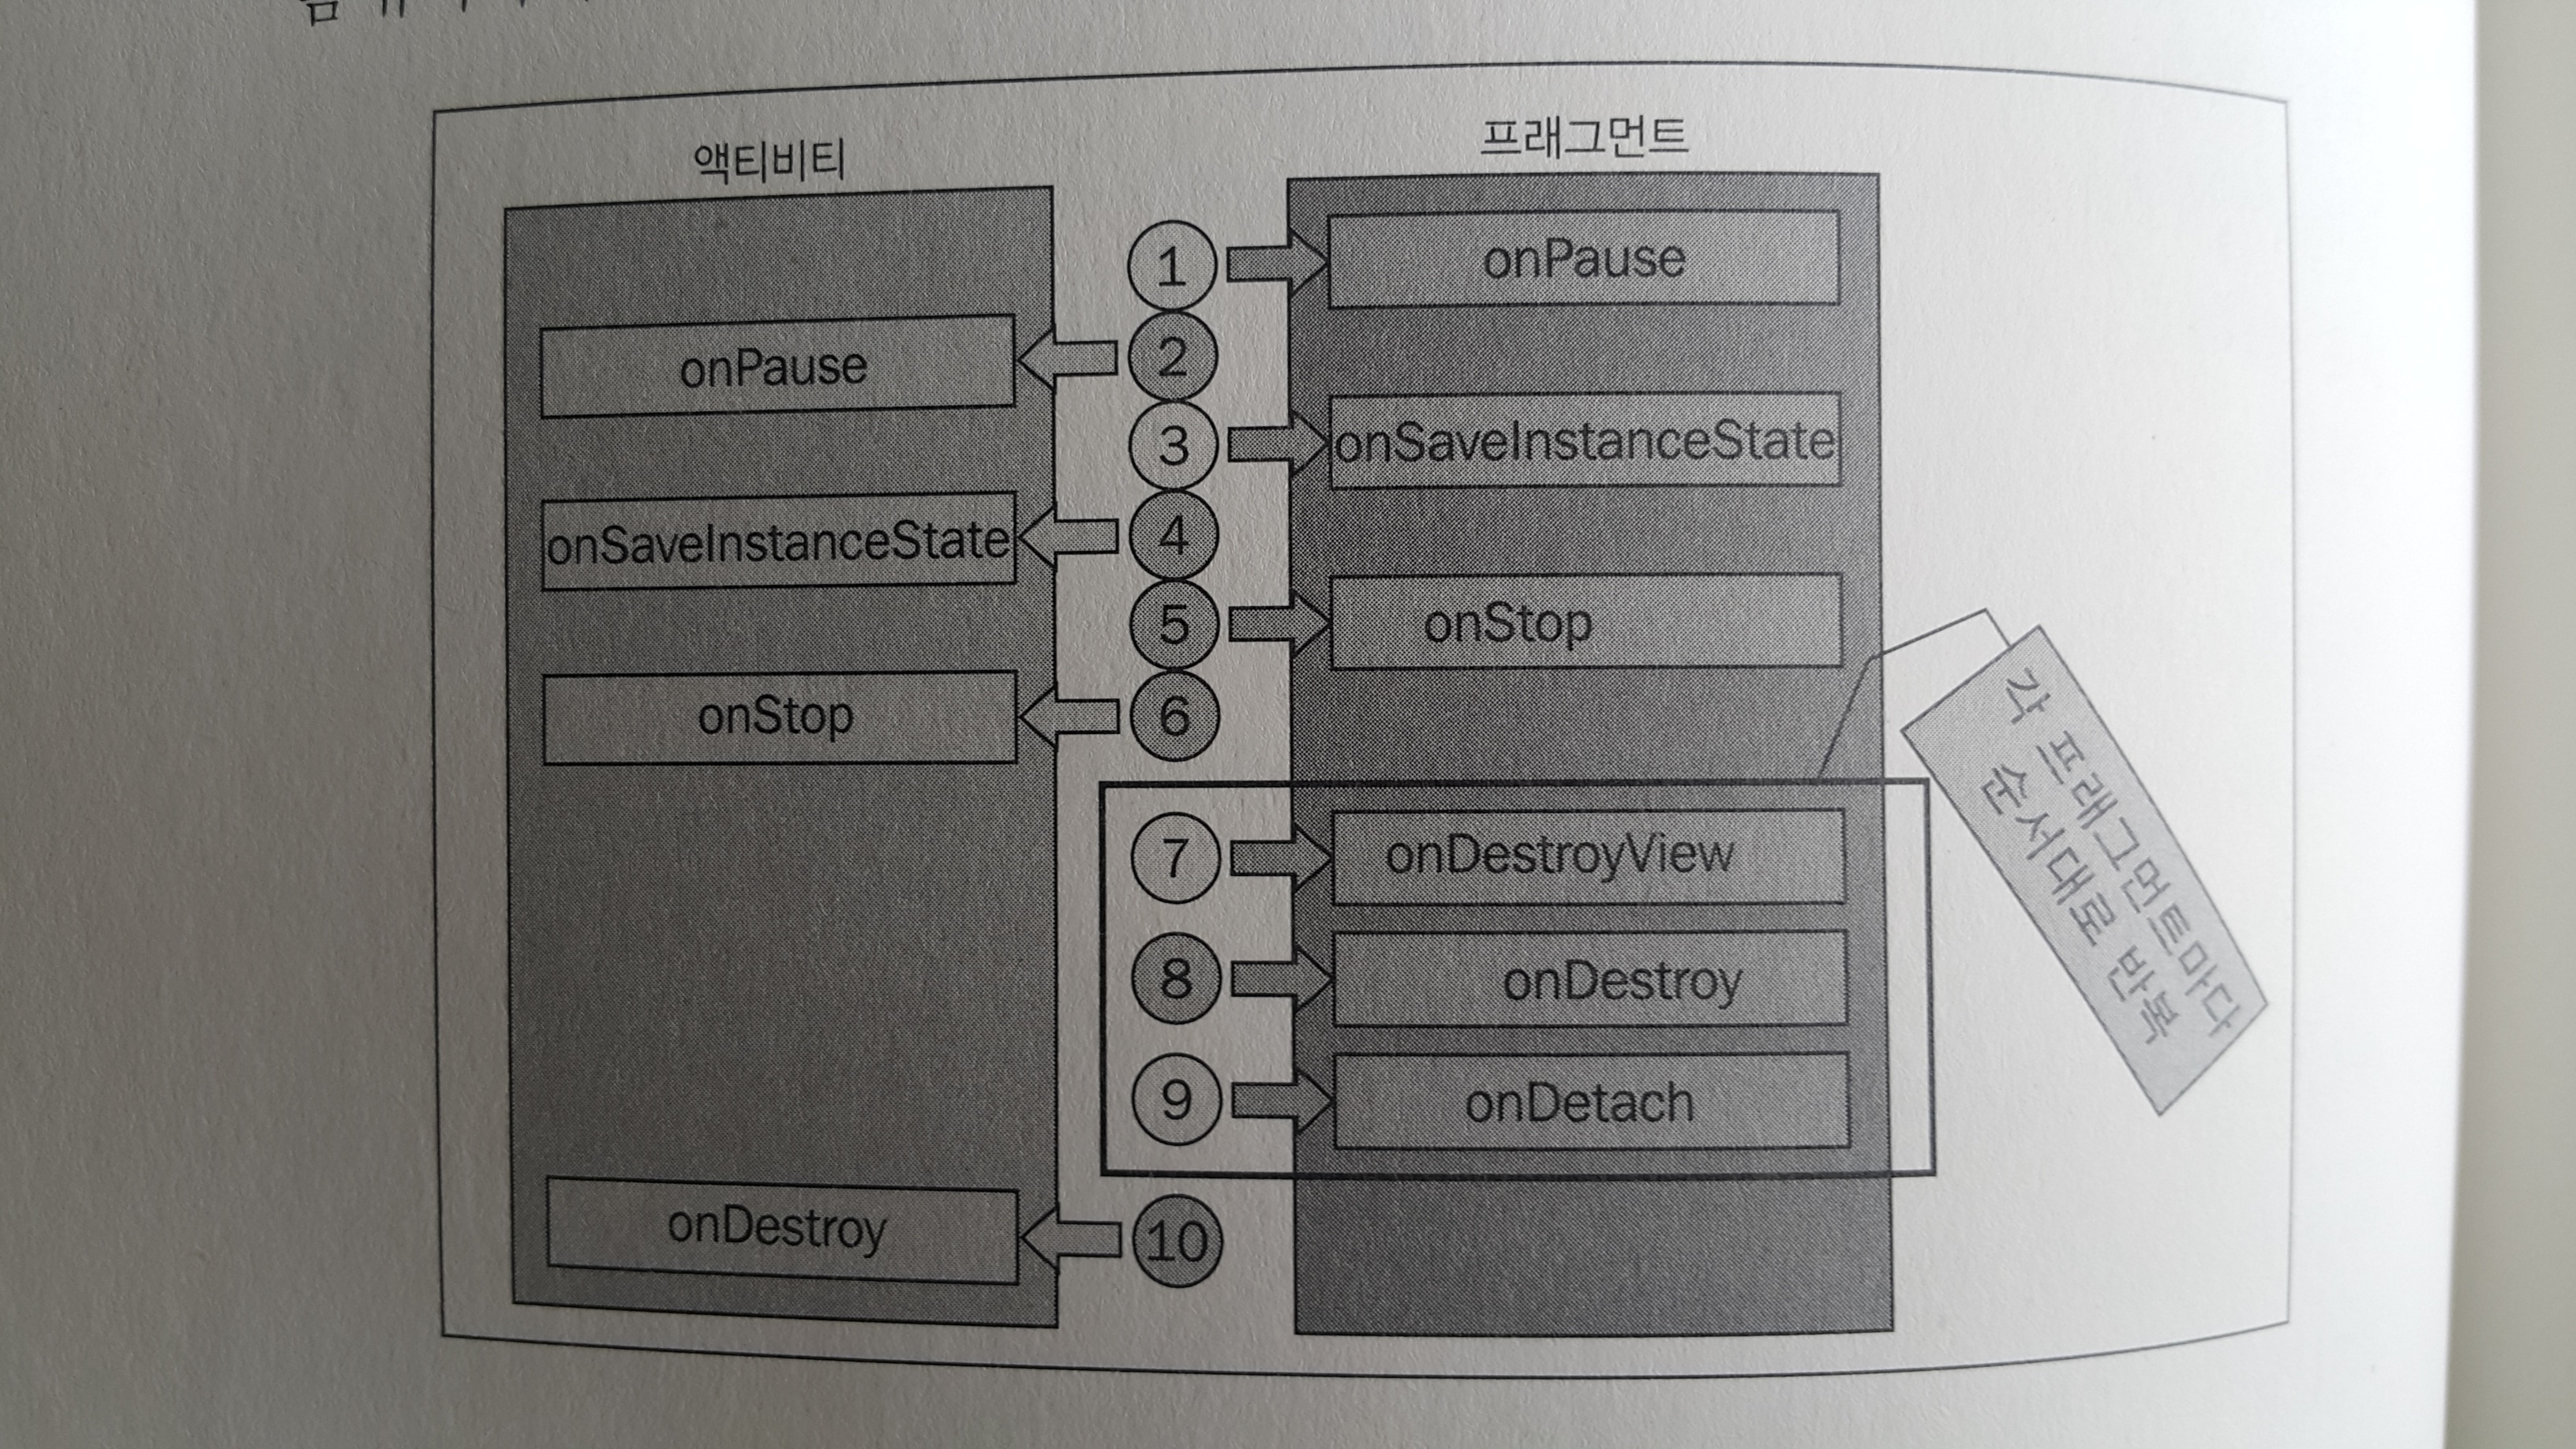 액티비티
프래그먼트
1
onPause
2
onPause
3
onSaveInstanceState
4
onSaveInstanceState
5
onStop
6
onStop
각 프래그먼트마다
순서대로 반복
7
onDestroyView
8
onDestroy
9
onDetach
10
onDestroy